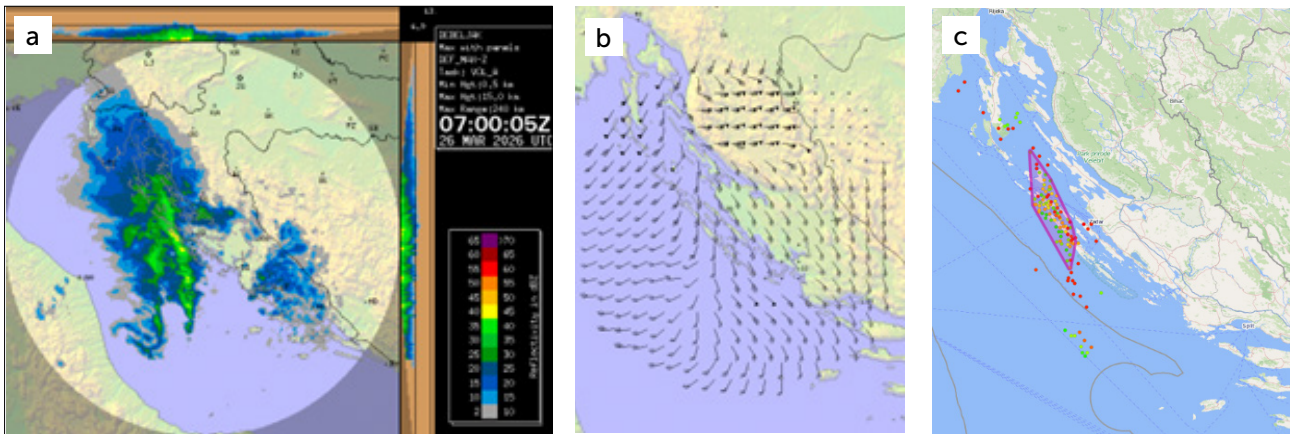 a
DEBELJAK
Max with panels
DEF_MAX-Z
Task: VOL_A
Min Hgt:0,5 km
Max Hgt:15,0 km
Max Range:240 km
07:00:05Z
26 MAR 2026 UTC
65 >70
60 65
55 60
50 55
45 50
40 45
35 40
30 35
25 30
20 25
15 20
10 15
2 10
Reflectivity in dBZ
b
c
Rijeka
Bihać
Zadar
Split